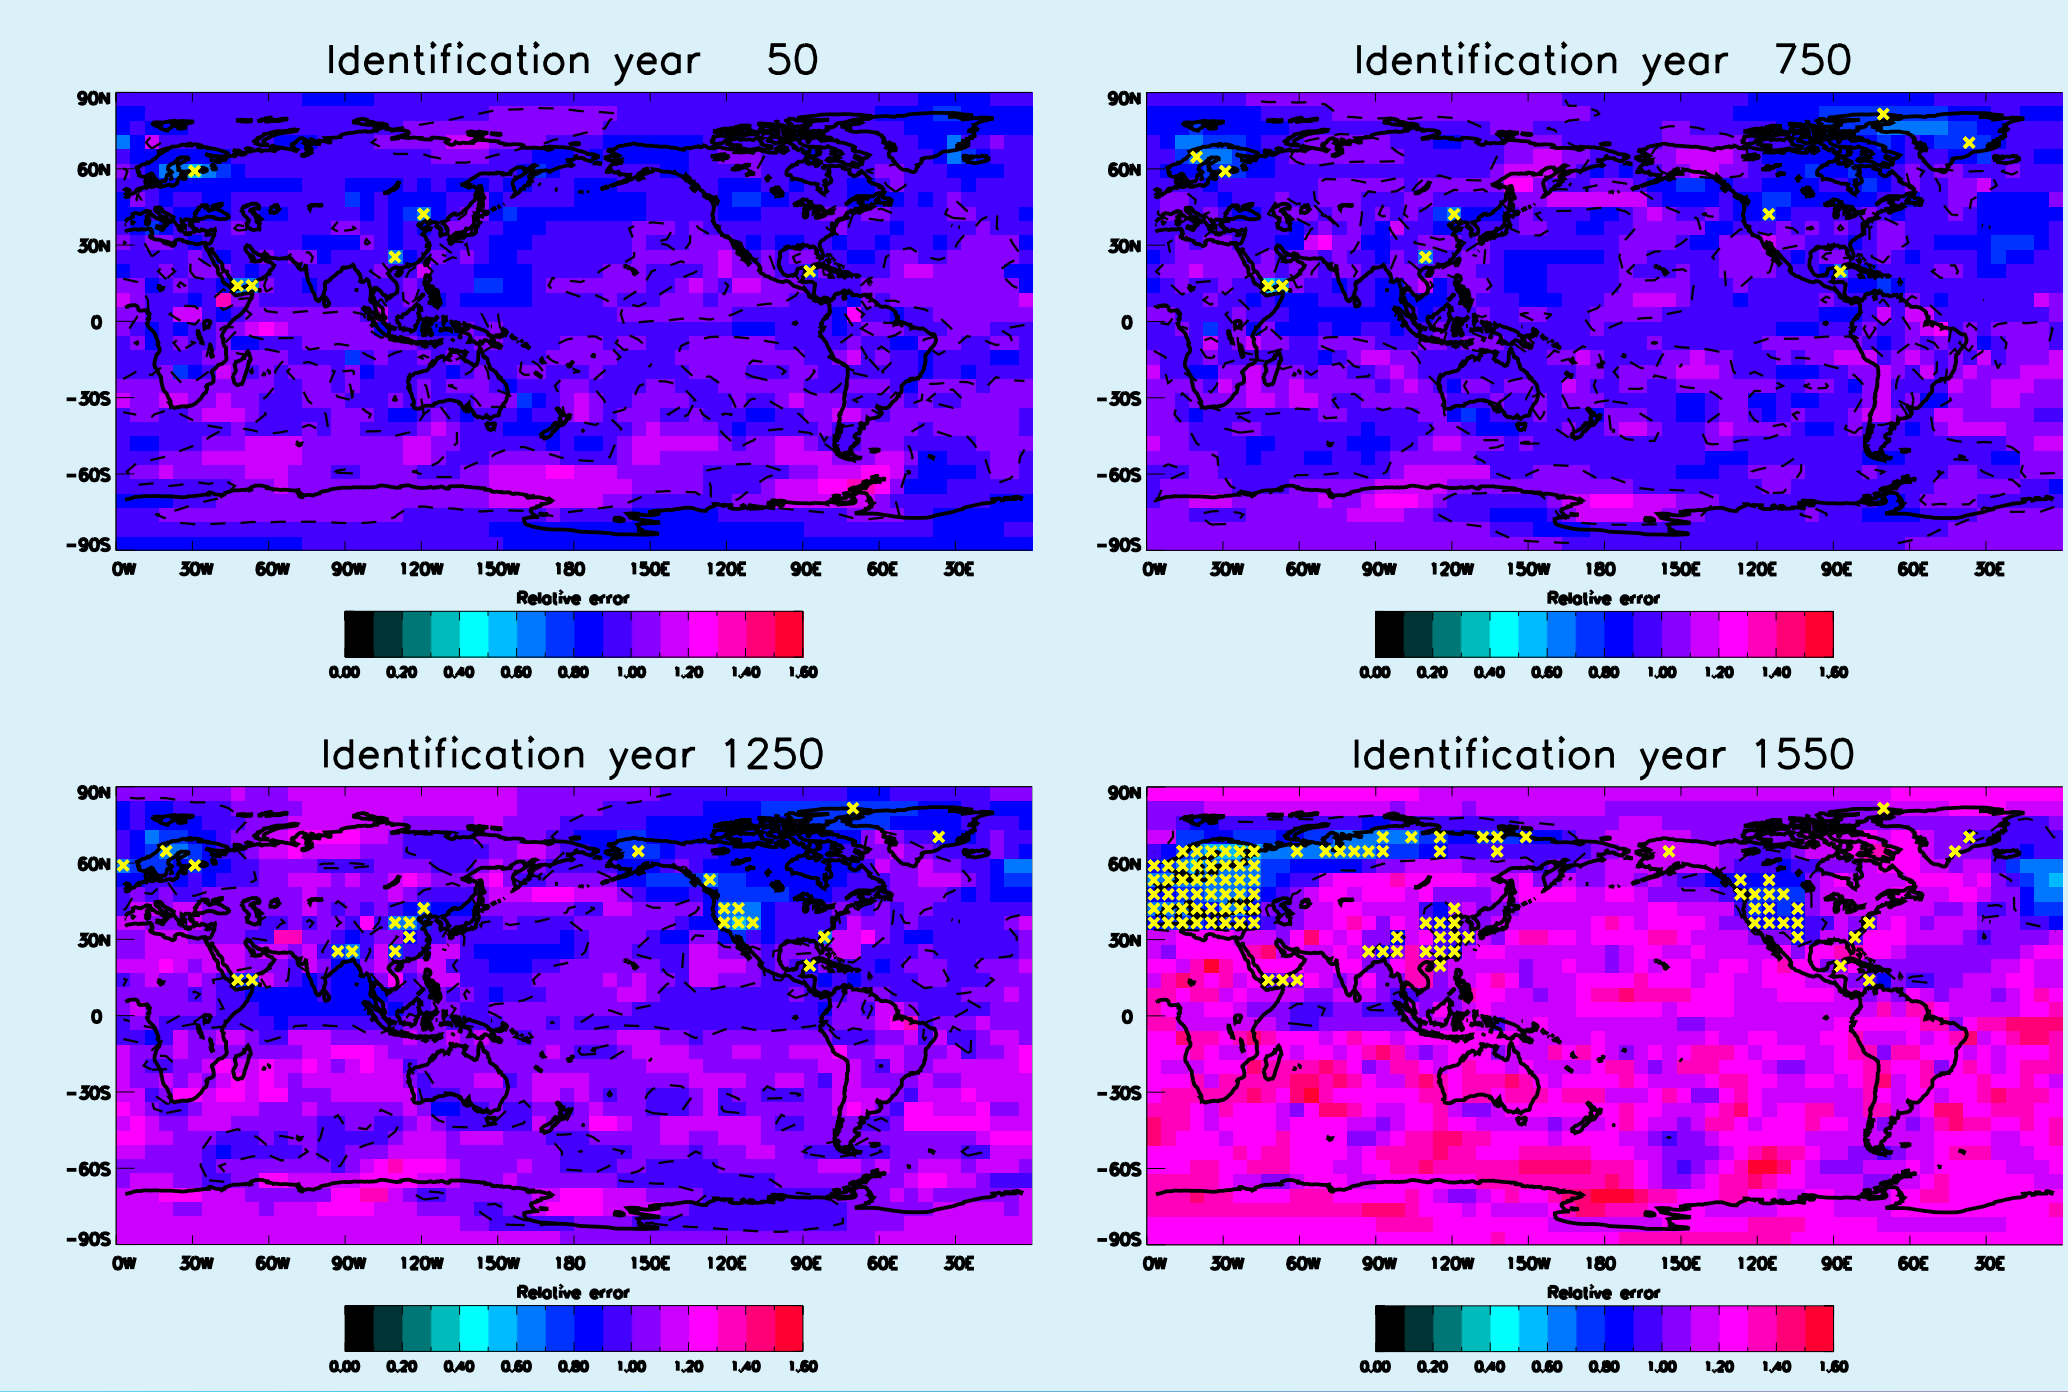 Identification year 50
90N
60N
30N
0
-30S
-60S
-90S
0W 30W 60W 90W 120W 150W 180 150E 120E 90E 60E 30E
Relative error
0.00 0.20 0.40 0.60 0.80 1.00 1.20 1.40 1.60
Identification year 750
90N
60N
30N
0
-30S
-60S
-90S
0W 30W 60W 90W 120W 150W 180 150E 120E 90E 60E 30E
Relative error
0.00 0.20 0.40 0.60 0.80 1.00 1.20 1.40 1.60
Identification year 1250
90N
60N
30N
0
-30S
-60S
-90S
0W 30W 60W 90W 120W 150W 180 150E 120E 90E 60E 30E
Relative error
0.00 0.20 0.40 0.60 0.80 1.00 1.20 1.40 1.60
Identification year 1550
90N
60N
30N
0
-30S
-60S
-90S
0W 30W 60W 90W 120W 150W 180 150E 120E 90E 60E 30E
Relative error
0.00 0.20 0.40 0.60 0.80 1.00 1.20 1.40 1.60